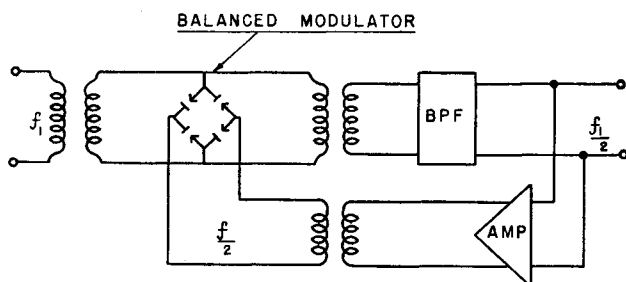 BALANCED MODULATOR
f₁
BPF
f₁/2
f/2
AMP